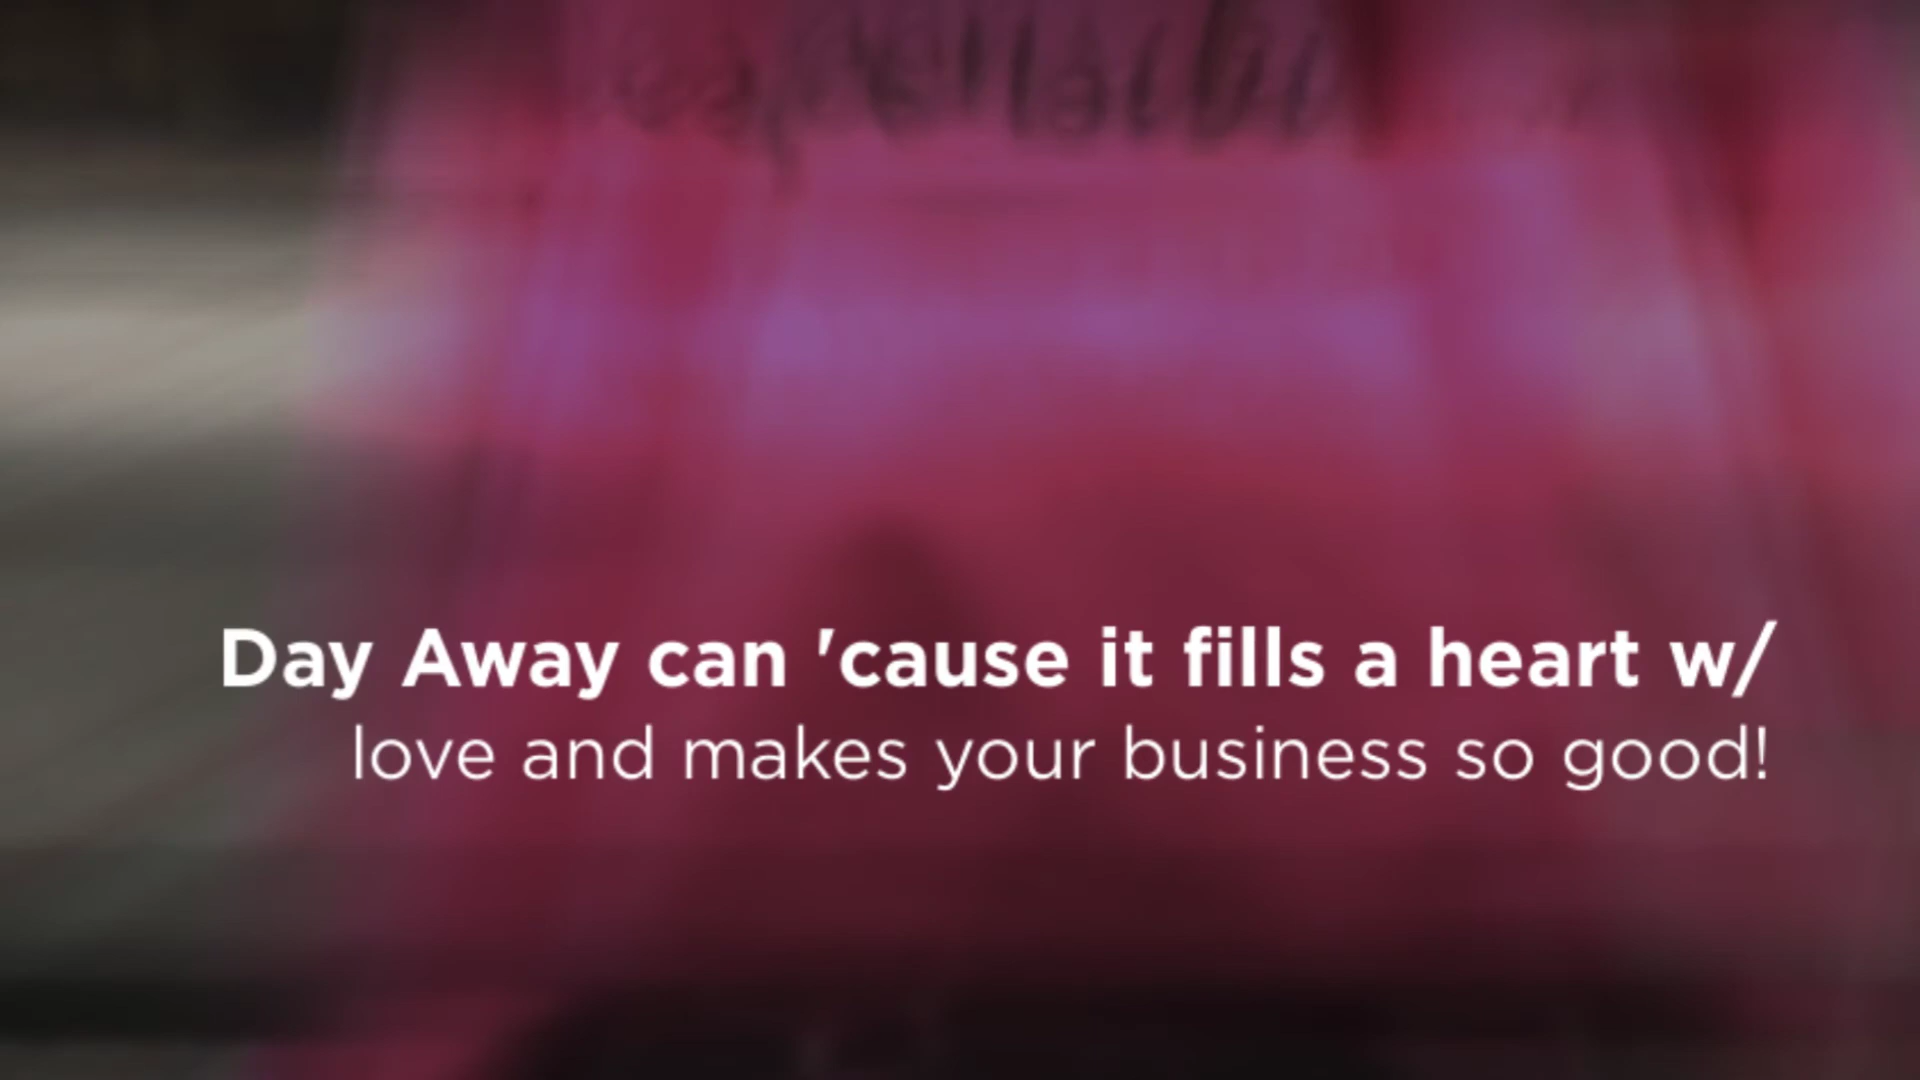 Day Away can 'cause it fills a heart w/
love and makes your business so good!